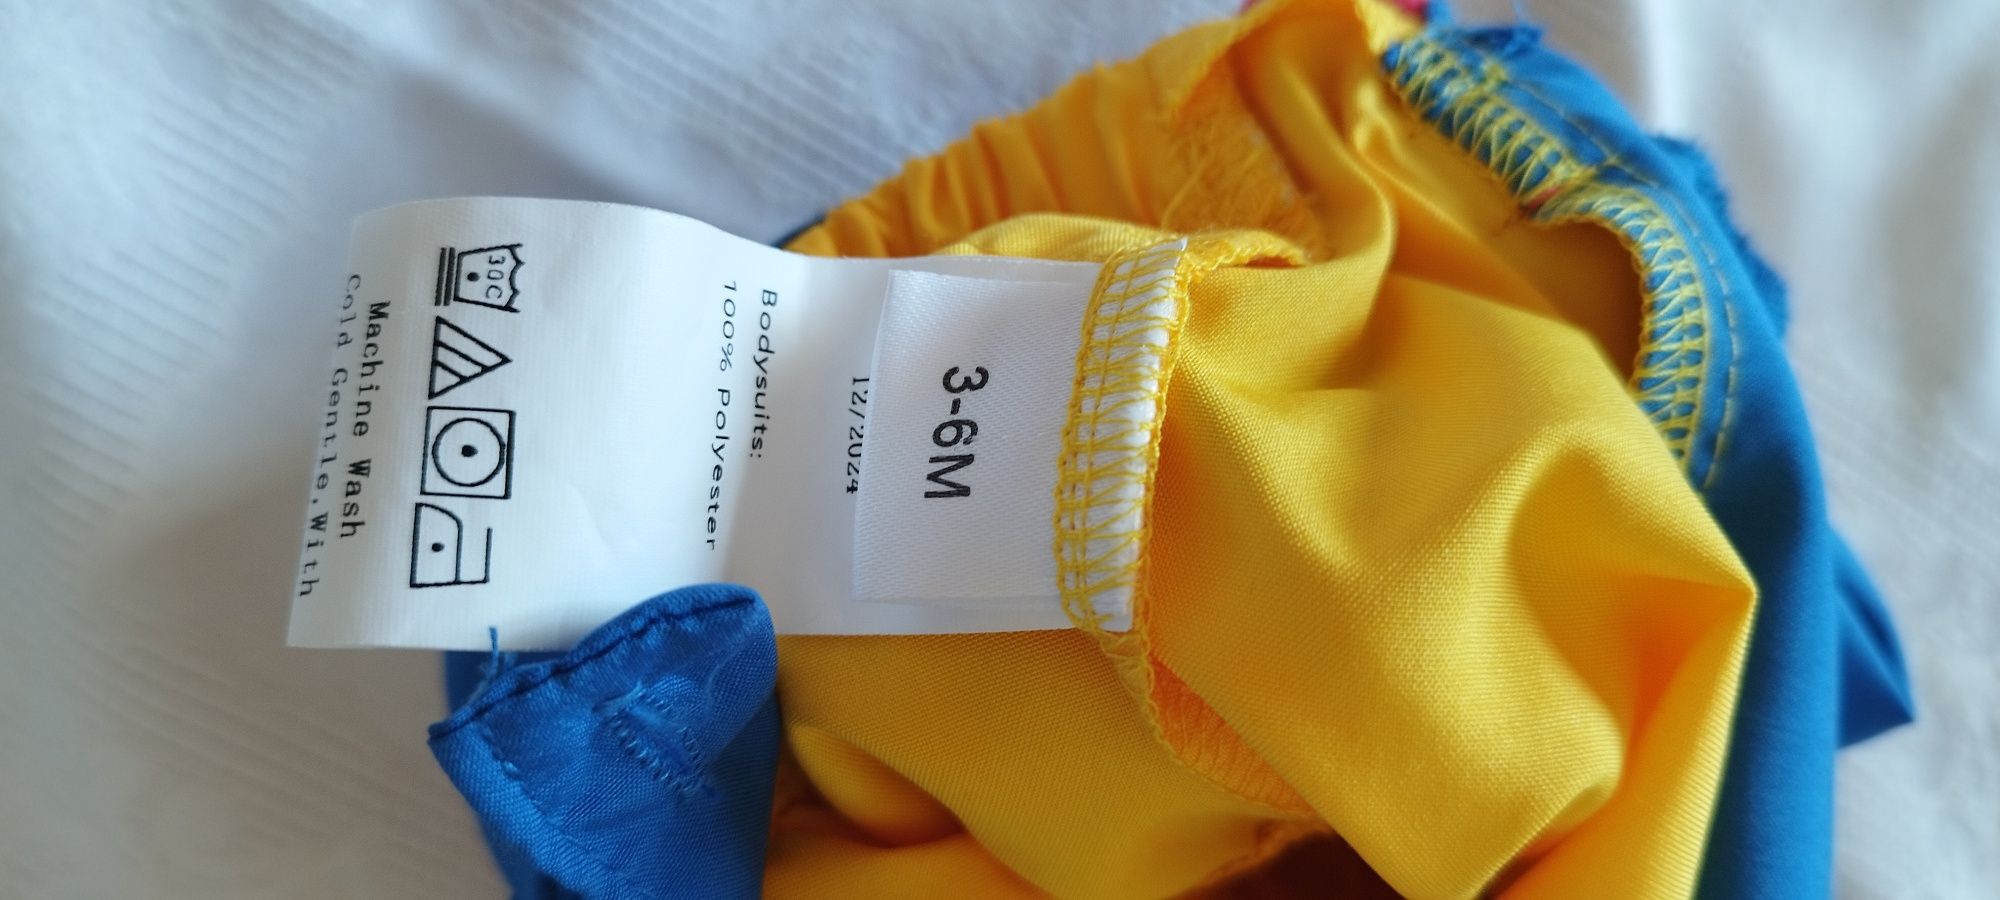 3-6M
12/2024
Bodysuits:
100% Polyester
30C
Machine Wash
Cold Gentle,With